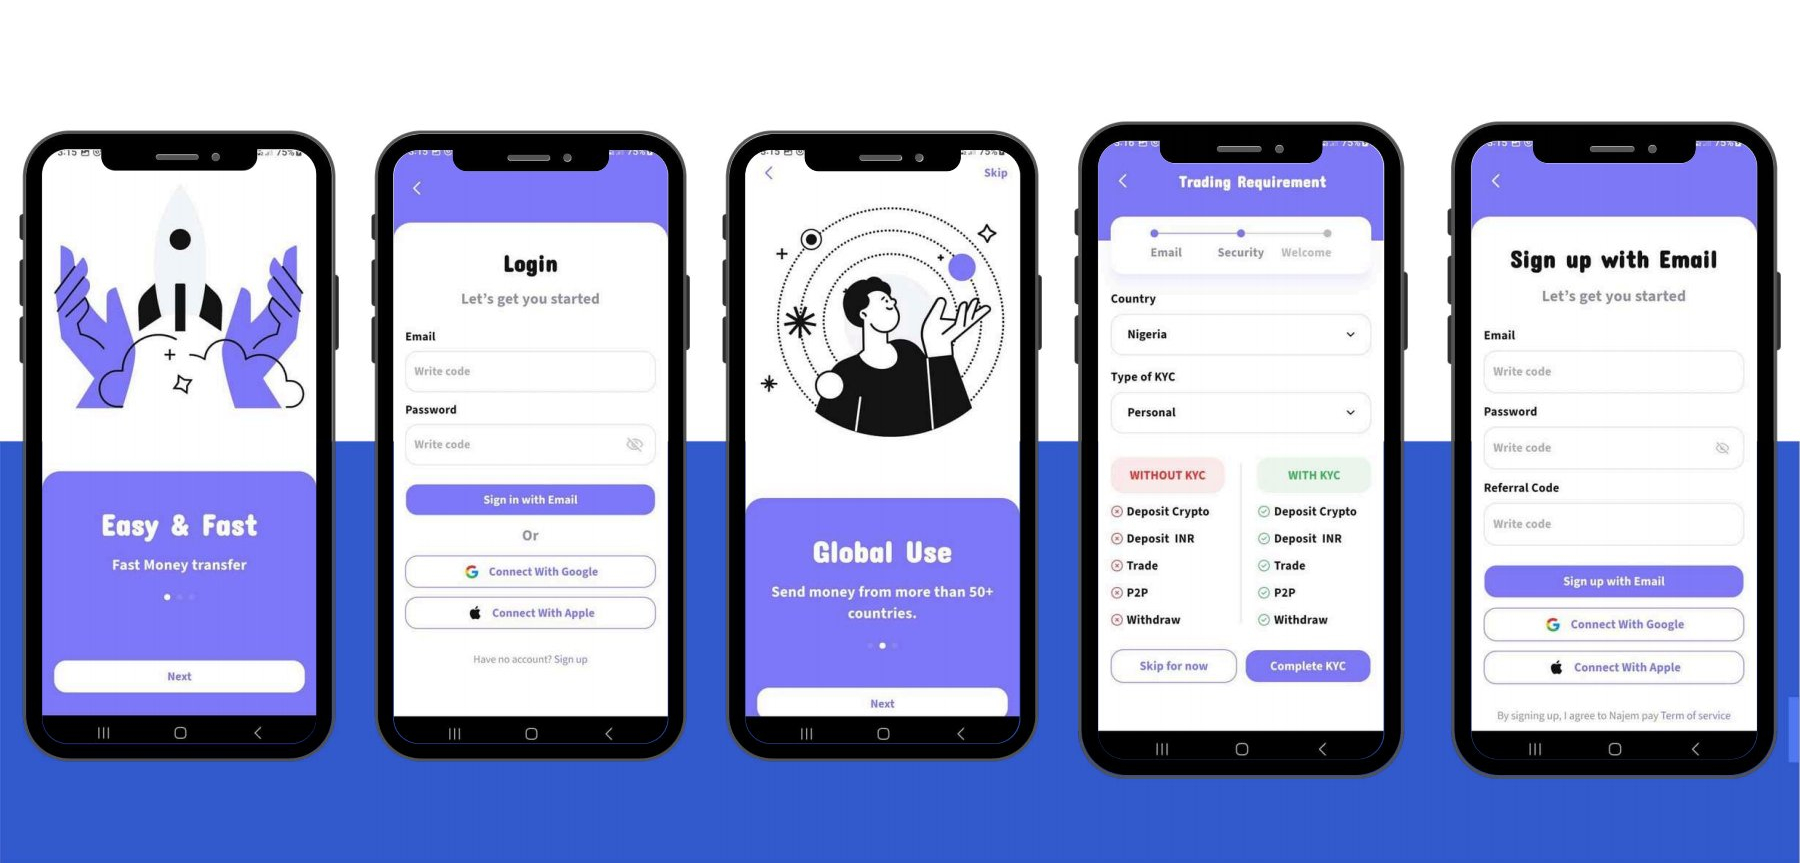 Easy & Fast
Fast Money transfer
Next
Login
Let's get you started
Email
Write code
Password
Write code
Sign in with Email
Or
Connect With Google
Connect With Apple
Have no account? Sign up
Skip
Global Use
Send money from more than 50+
countries.
Next
Trading Requirement
Email Security Welcome
Country
Nigeria
Type of KYC
Personal
WITHOUT KYC WITH KYC
Deposit Crypto Deposit Crypto
Deposit INR Deposit INR
Trade Trade
P2P P2P
Withdraw Withdraw
Skip for now Complete KYC
Sign up with Email
Let's get you started
Email
Write code
Password
Write code
Referral Code
Write code
Sign up with Email
Connect With Google
Connect With Apple
By signing up, I agree to Najem pay Term of service